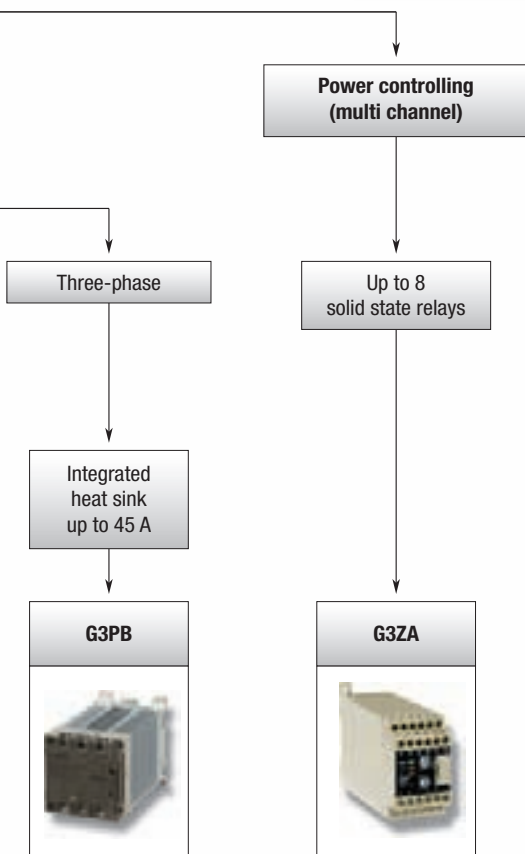 Power controlling
(multi channel)
Three-phase
Up to 8
solid state relays
Integrated
heat sink
up to 45 A
G3PB
G3ZA